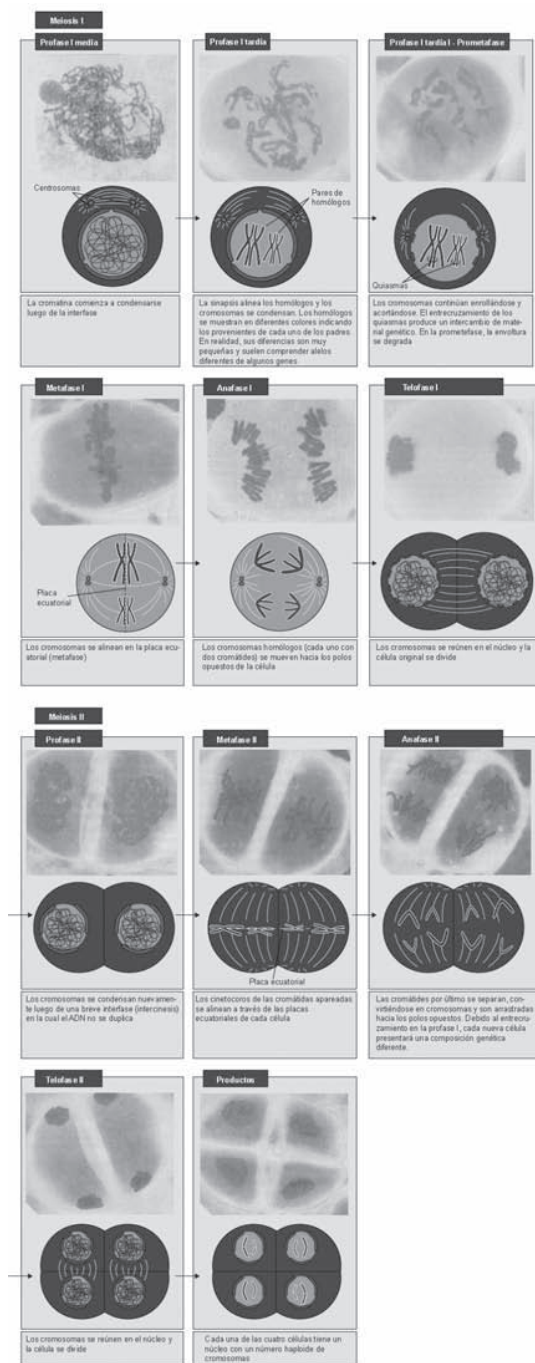 Meiosis I
Profase I media
Centrosomas
La cromatina comienza a condensarse
luego de la interfase
Profase I tardía
Pares de
homólogos
La sinapsis alinea los homólogos y los
cromosomas se condensan. Los homólogos
se muestran en diferentes colores indicando
los provenientes de cada uno de los padres.
En realidad, sus diferencias son muy
pequeñas y suelen comprender alelos
diferentes de algunos genes
Profase I tardía I - Prometafase
Quiasmas
Los cromosomas continúan enrollándose y
acortándose. El entrecruzamiento de los
quiasmas produce un intercambio de mate-
rial genético. En la prometefase, la envoltura
se degrada
Metafase I
Placa
ecuatorial
Los cromosomas se alinean en la placa ecu-
atorial (metafase)
Anafase I
Los cromosomas homólogos (cada uno con
dos cromátides) se mueven hacia los polos
opuestos de la célula
Telofase I
Los cromosomas se reúnen en el núcleo y la
célula original se divide
Meiosis II
Profase II
Los cromosomas se condensan nuevamen-
te luego de una breve interfase (intercinesis)
en la cual el ADN no se duplica
Metafase II
Placa ecuatorial
Los cinetocoros de las cromátidas apareadas
se alinean a través de las placas
ecuatoriales de cada célula
Anafase II
Las cromátides por último se separan, con-
virtiéndose en cromosomas y son arrastradas
hacia los polos opuestos. Debido al entrecru-
zamiento en la profase I, cada nueva célula
presentará una composición genética
diferente.
Telofase II
Los cromosomas se reúnen en el núcleo y
la célula se divide
Productos
Cada una de las cuatro células tiene un
núcleo con un número haploide de
cromosomas